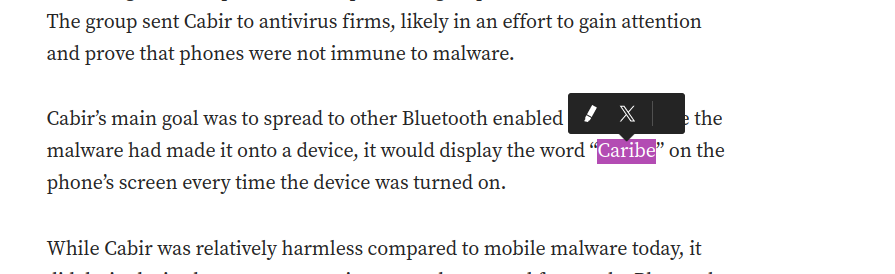 The group sent Cabir to antivirus firms, likely in an effort to gain attention
and prove that phones were not immune to malware.
Cabir’s main goal was to spread to other Bluetooth enabled the
malware had made it onto a device, it would display the word “Caribe” on the
phone’s screen every time the device was turned on.
While Cabir was relatively harmless compared to mobile malware today, it